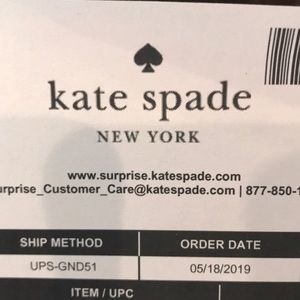 kate spade
NEW YORK
www.surprise.katespade.com
urprise_Customer_Care@katespade.com | 877-850-1
SHIP METHOD ORDER DATE
UPS-GND51 05/18/2019
ITEM / UPC